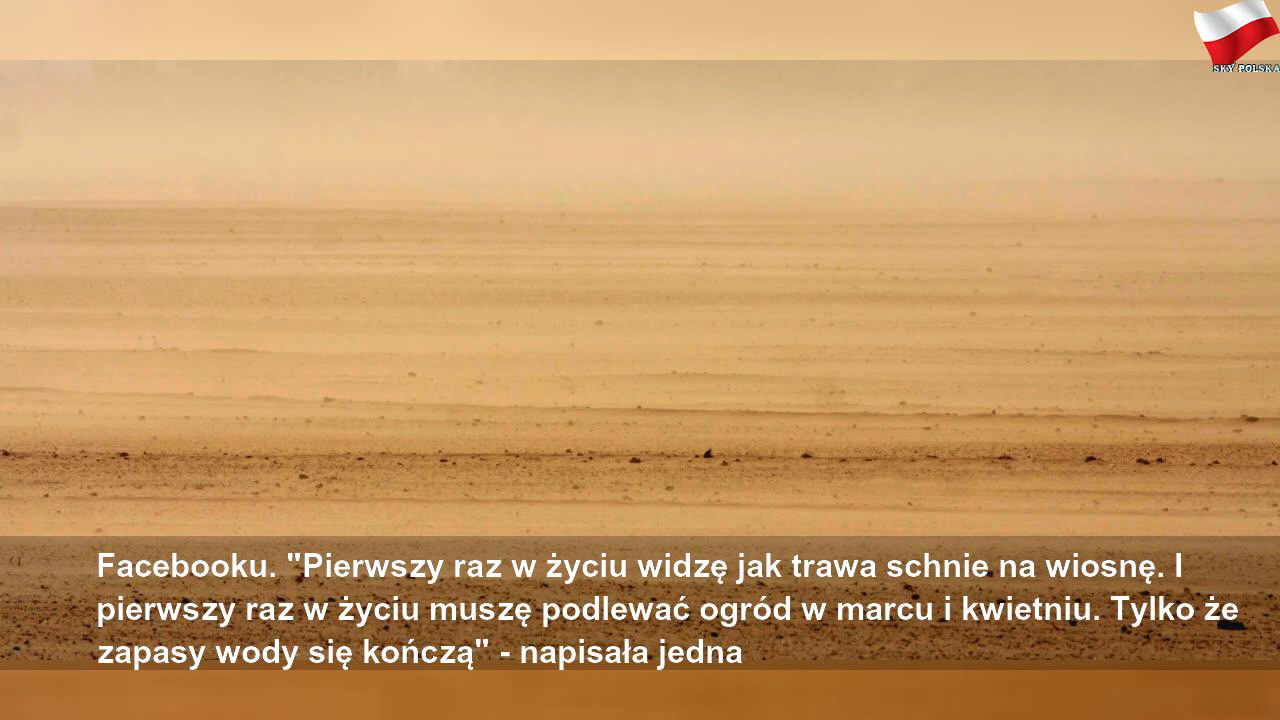 SKY POLSKA
Facebooku. "Pierwszy raz w życiu widzę jak trawa schnie na wiosnę. I
pierwszy raz w życiu muszę podlewać ogród w marcu i kwietniu. Tylko że
zapasy wody się kończą" - napisała jedna